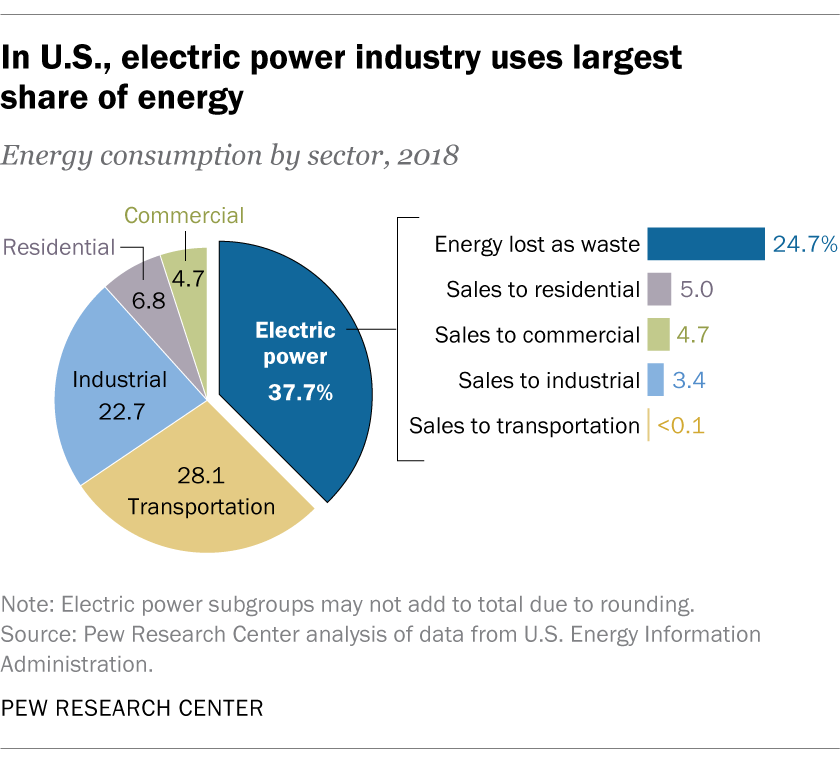 In U.S., electric power industry uses largest
share of energy
Energy consumption by sector, 2018
Commercial
Residential
4.7
6.8
Electric
power
37.7%
Industrial
22.7
28.1
Transportation
Energy lost as waste 24.7%
Sales to residential 5.0
Sales to commercial 4.7
Sales to industrial 3.4
Sales to transportation <0.1
Note: Electric power subgroups may not add to total due to rounding.
Source: Pew Research Center analysis of data from U.S. Energy Information
Administration.
PEW RESEARCH CENTER